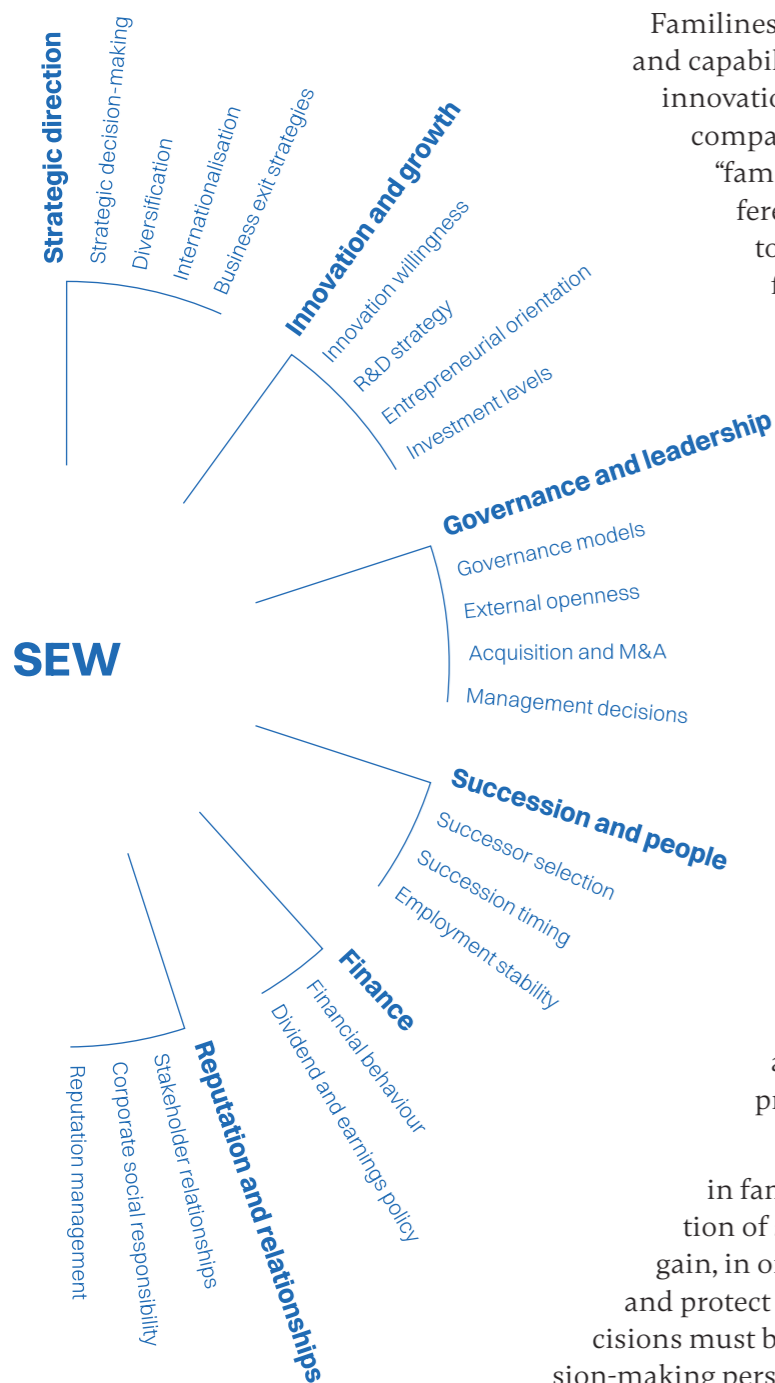 Strategic direction
Strategic decision-making
Diversification
Internationalisation
Business exit strategies
Innovation and growth
Innovation willingness
R&D strategy
Entrepreneurial orientation
Investment levels
Governance and leadership
Governance models
External openness
Acquisition and M&A
Management decisions
SEW
Succession and people
Successor selection
Succession timing
Employment stability
Finance
Financial behaviour
Dividend and earnings policy
Reputation and relationships
Stakeholder relationships
Corporate social responsibility
Reputation management
Familines
and capabil
innovatio
compa
“fam
fere
to
f
a
pr
in far
tion of
gain, in o
and protect
cisions must b
sion-making pers